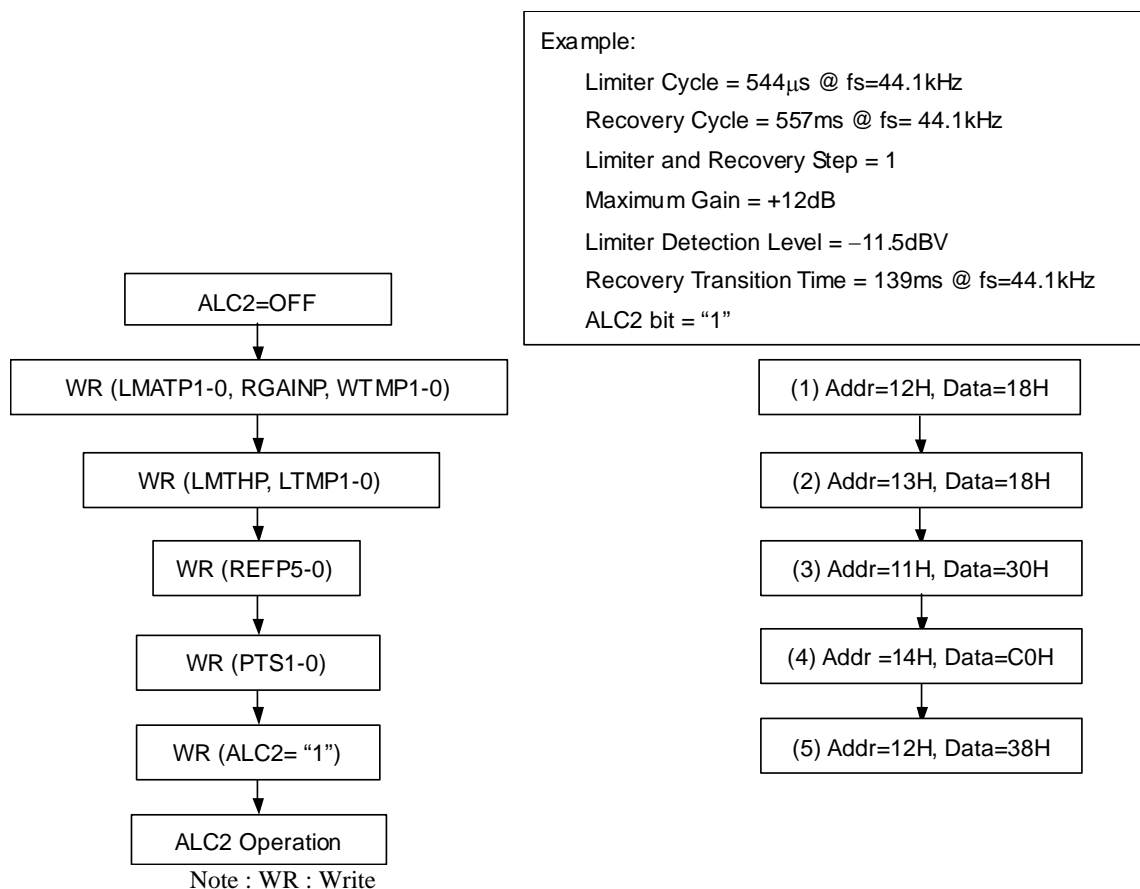 Example:
Limiter Cycle = 544μs @ fs=44.1kHz
Recovery Cycle = 557ms @ fs= 44.1kHz
Limiter and Recovery Step = 1
Maximum Gain = +12dB
Limiter Detection Level = −11.5dBV
Recovery Transition Time = 139ms @ fs=44.1kHz
ALC2 bit = “1”
ALC2=OFF
WR (LMATP1-0, RGAINP, WTMP1-0)
WR (LMTHP, LTMP1-0)
WR (REFP5-0)
WR (PTS1-0)
WR (ALC2= “1”)
ALC2 Operation
Note : WR : Write
(1) Addr=12H, Data=18H
(2) Addr=13H, Data=18H
(3) Addr=11H, Data=30H
(4) Addr =14H, Data=C0H
(5) Addr=12H, Data=38H